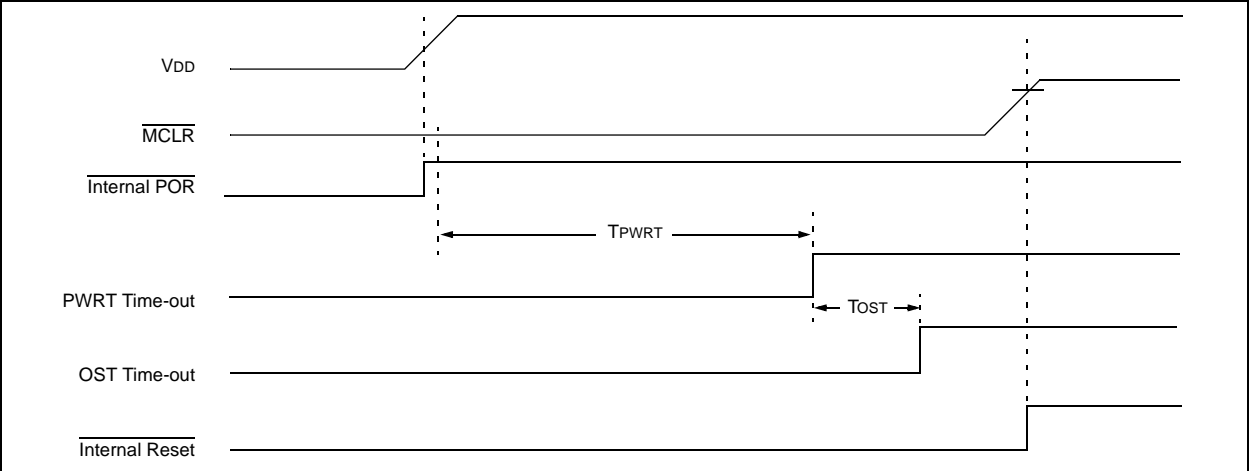 VDD
MCLR
Internal POR
TPWRT
PWRT Time-out
TOST
OST Time-out
Internal Reset